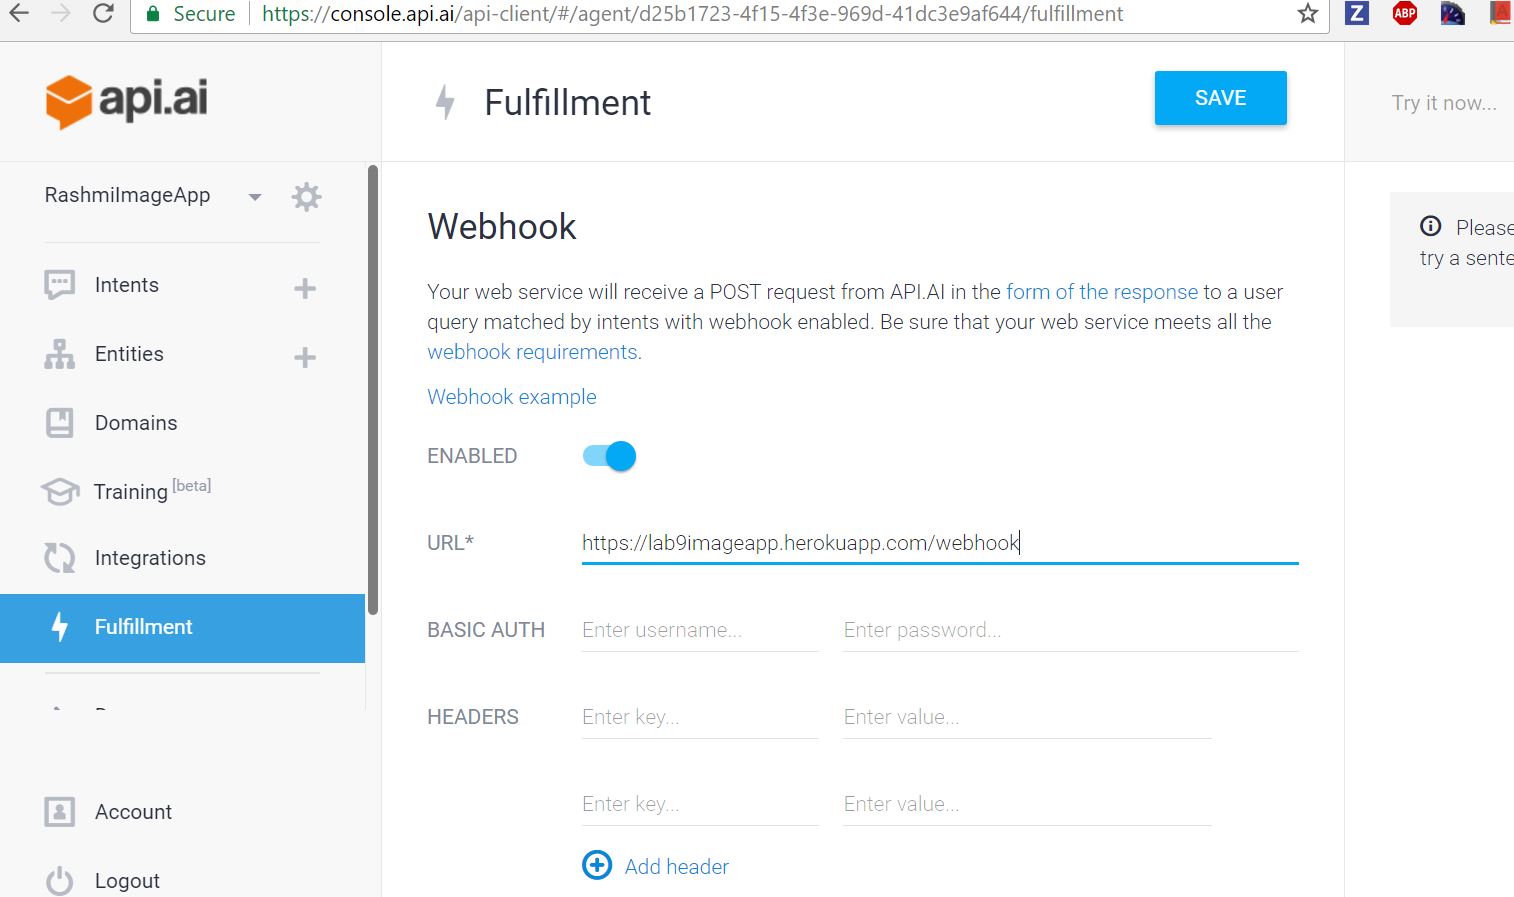 Secure https://console.api.ai/api-client/#/agent/d25b1723-4f15-4f3e-969d-41dc3e9af644/fulfillment
Z ABP
api.ai
Fulfillment
SAVE
Try it now...
RashmiImageApp
Intents
Entities
Domains
Training [beta]
Integrations
Fulfillment
Account
Logout
Webhook
Your web service will receive a POST request from API.AI in the form of the response to a user
query matched by intents with webhook enabled. Be sure that your web service meets all the
webhook requirements.
Webhook example
ENABLED
URL* https://lab9imageapp.herokuapp.com/webhook
BASIC AUTH Enter username... Enter password...
HEADERS Enter key... Enter value...
Enter key... Enter value...
Add header
Please
try a sente